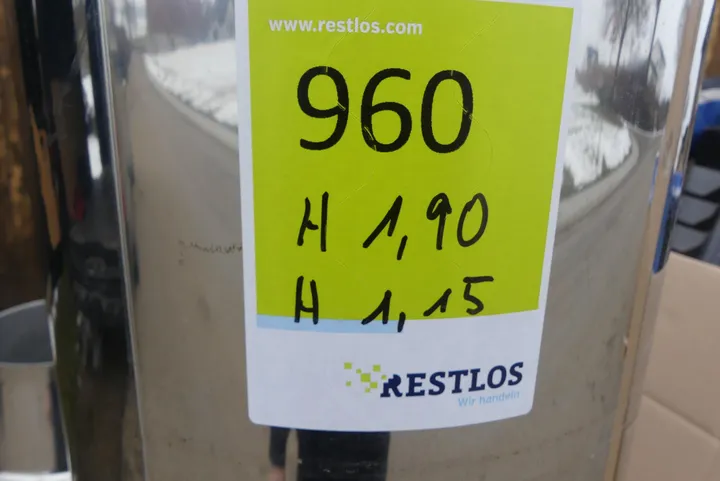 www.restlos.com
960
H 1,90
H 1,15
RESTLOS
Wir handeln